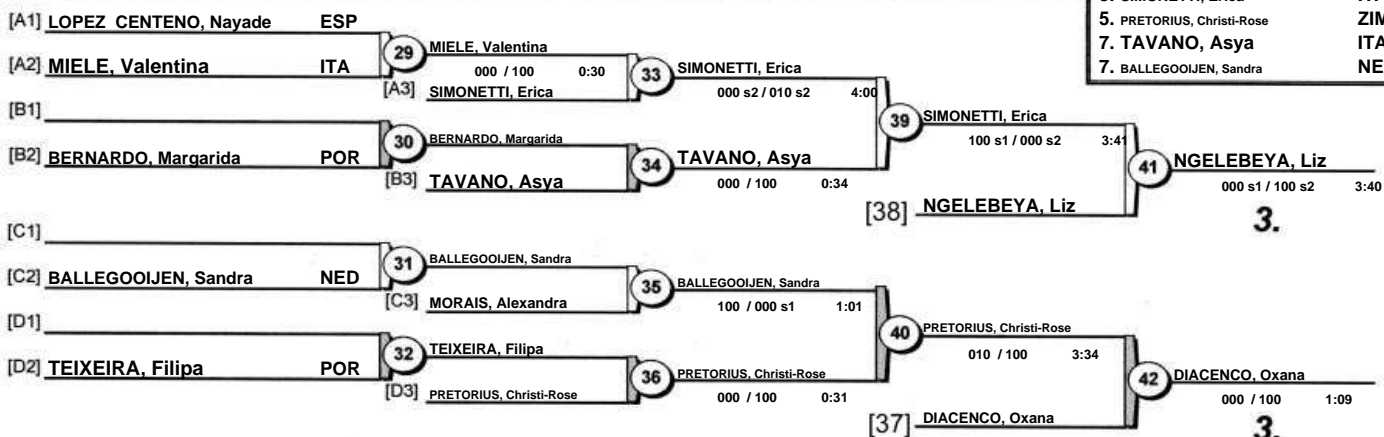 5. PRETORIUS, Christi-Rose ZIM
7. TAVANO, Asya ITA
7. BALLEGOOIJEN, Sandra NE
[A1] LOPEZ CENTENO, Nayade ESP
[A2] MIELE, Valentina ITA
29 MIELE, Valentina
000 / 100 0:30
[A3] SIMONETTI, Erica
33 SIMONETTI, Erica
000 s2 / 010 s2 4:00
[B1]
[B2] BERNARDO, Margarida POR
30 BERNARDO, Margarida
[B3] TAVANO, Asya
34 TAVANO, Asya
000 / 100 0:34
39 SIMONETTI, Erica
100 s1 / 000 s2 3:41
[38] NGELEBEYA, Liz
41 NGELEBEYA, Liz
000 s1 / 100 s2 3:40
3.
[C1]
[C2] BALLEGOOIJEN, Sandra NED
31 BALLEGOOIJEN, Sandra
[C3] MORAIS, Alexandra
35 BALLEGOOIJEN, Sandra
100 / 000 s1 1:01
[D1]
[D2] TEIXEIRA, Filipa POR
32 TEIXEIRA, Filipa
[D3] PRETORIUS, Christi-Rose
36 PRETORIUS, Christi-Rose
000 / 100 0:31
40 PRETORIUS, Christi-Rose
010 / 100 3:34
[37] DIACENCO, Oxana
42 DIACENCO, Oxana
000 / 100 1:09
3.